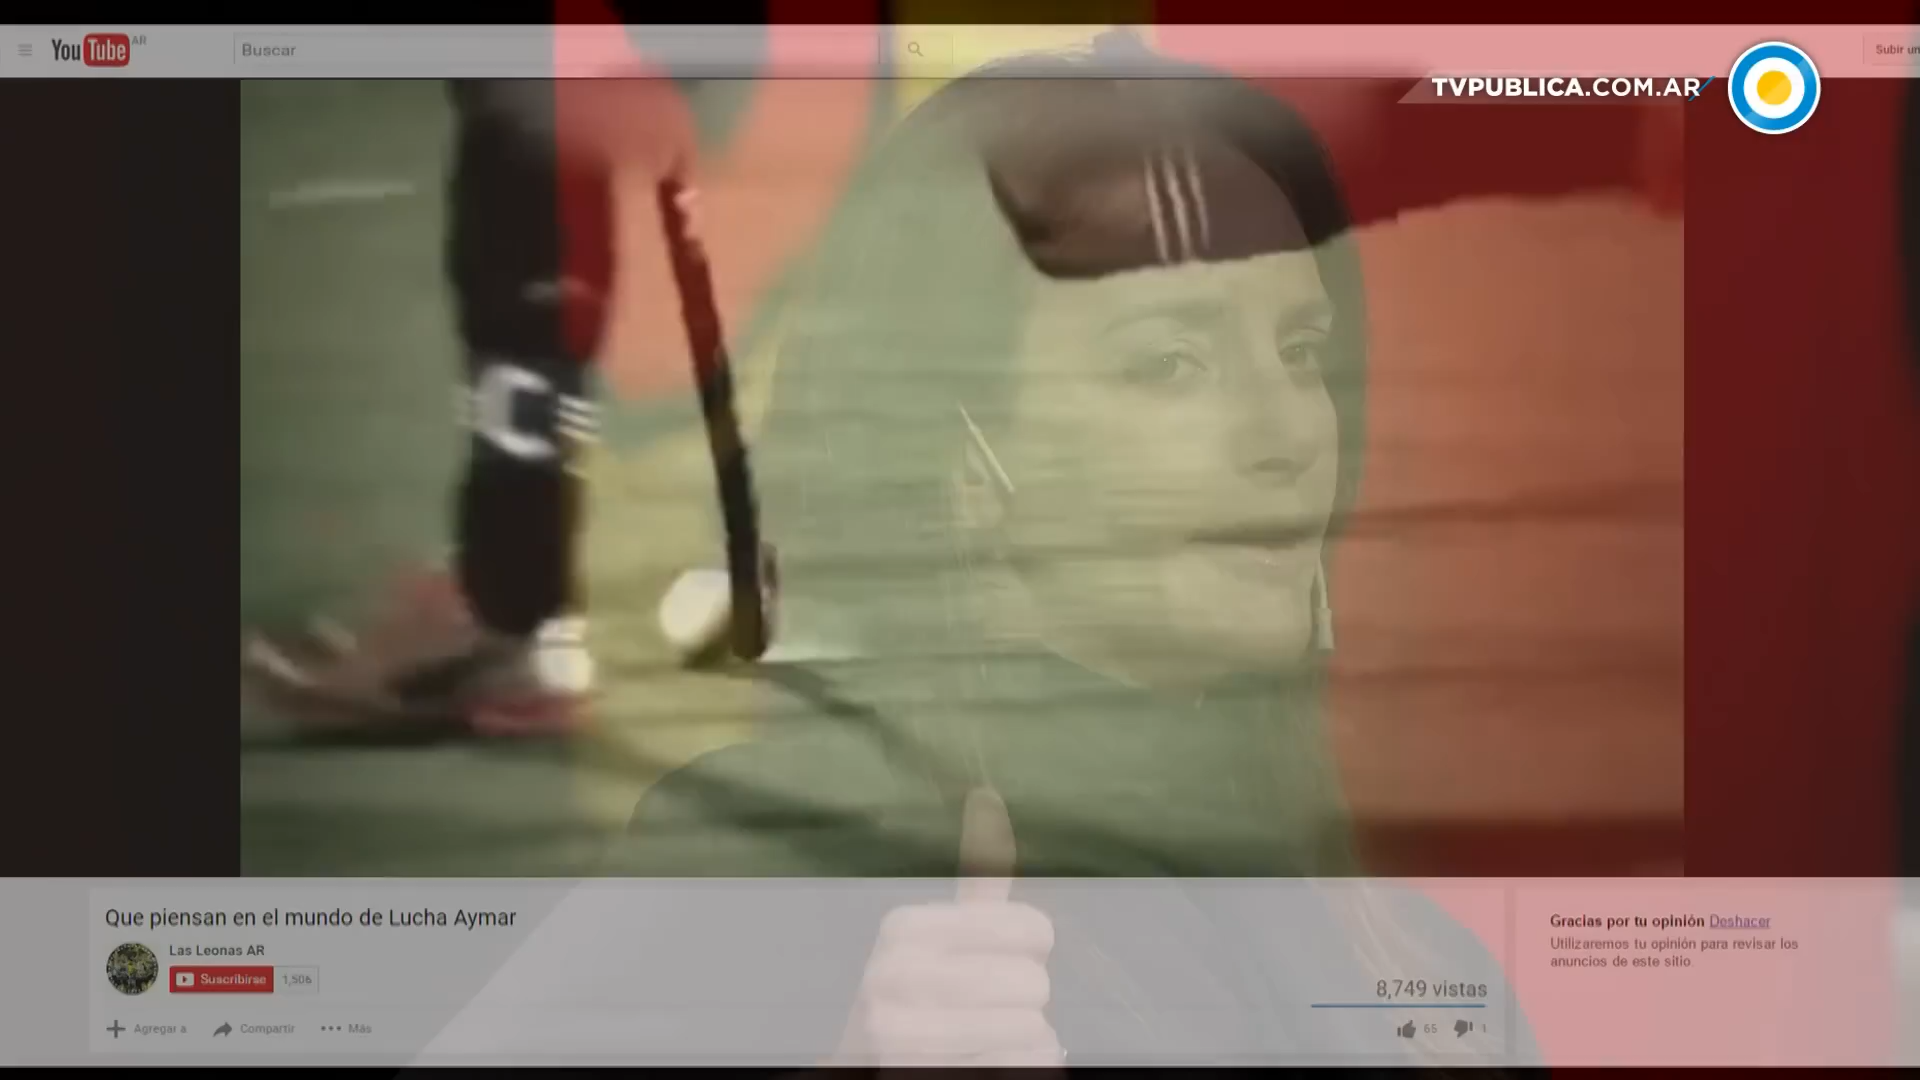 YouTube AR
Buscar
Subir un
TVPUBLICA.COM.AR
Que piensan en el mundo de Lucha Aymar
Las Leonas AR
Suscribirse 1,506
Agregar a Compartir Más
8,749 vistas
65 1
Gracias por tu opinión Deshacer
Utilizaremos tu opinión para revisar los
anuncios de este sitio.